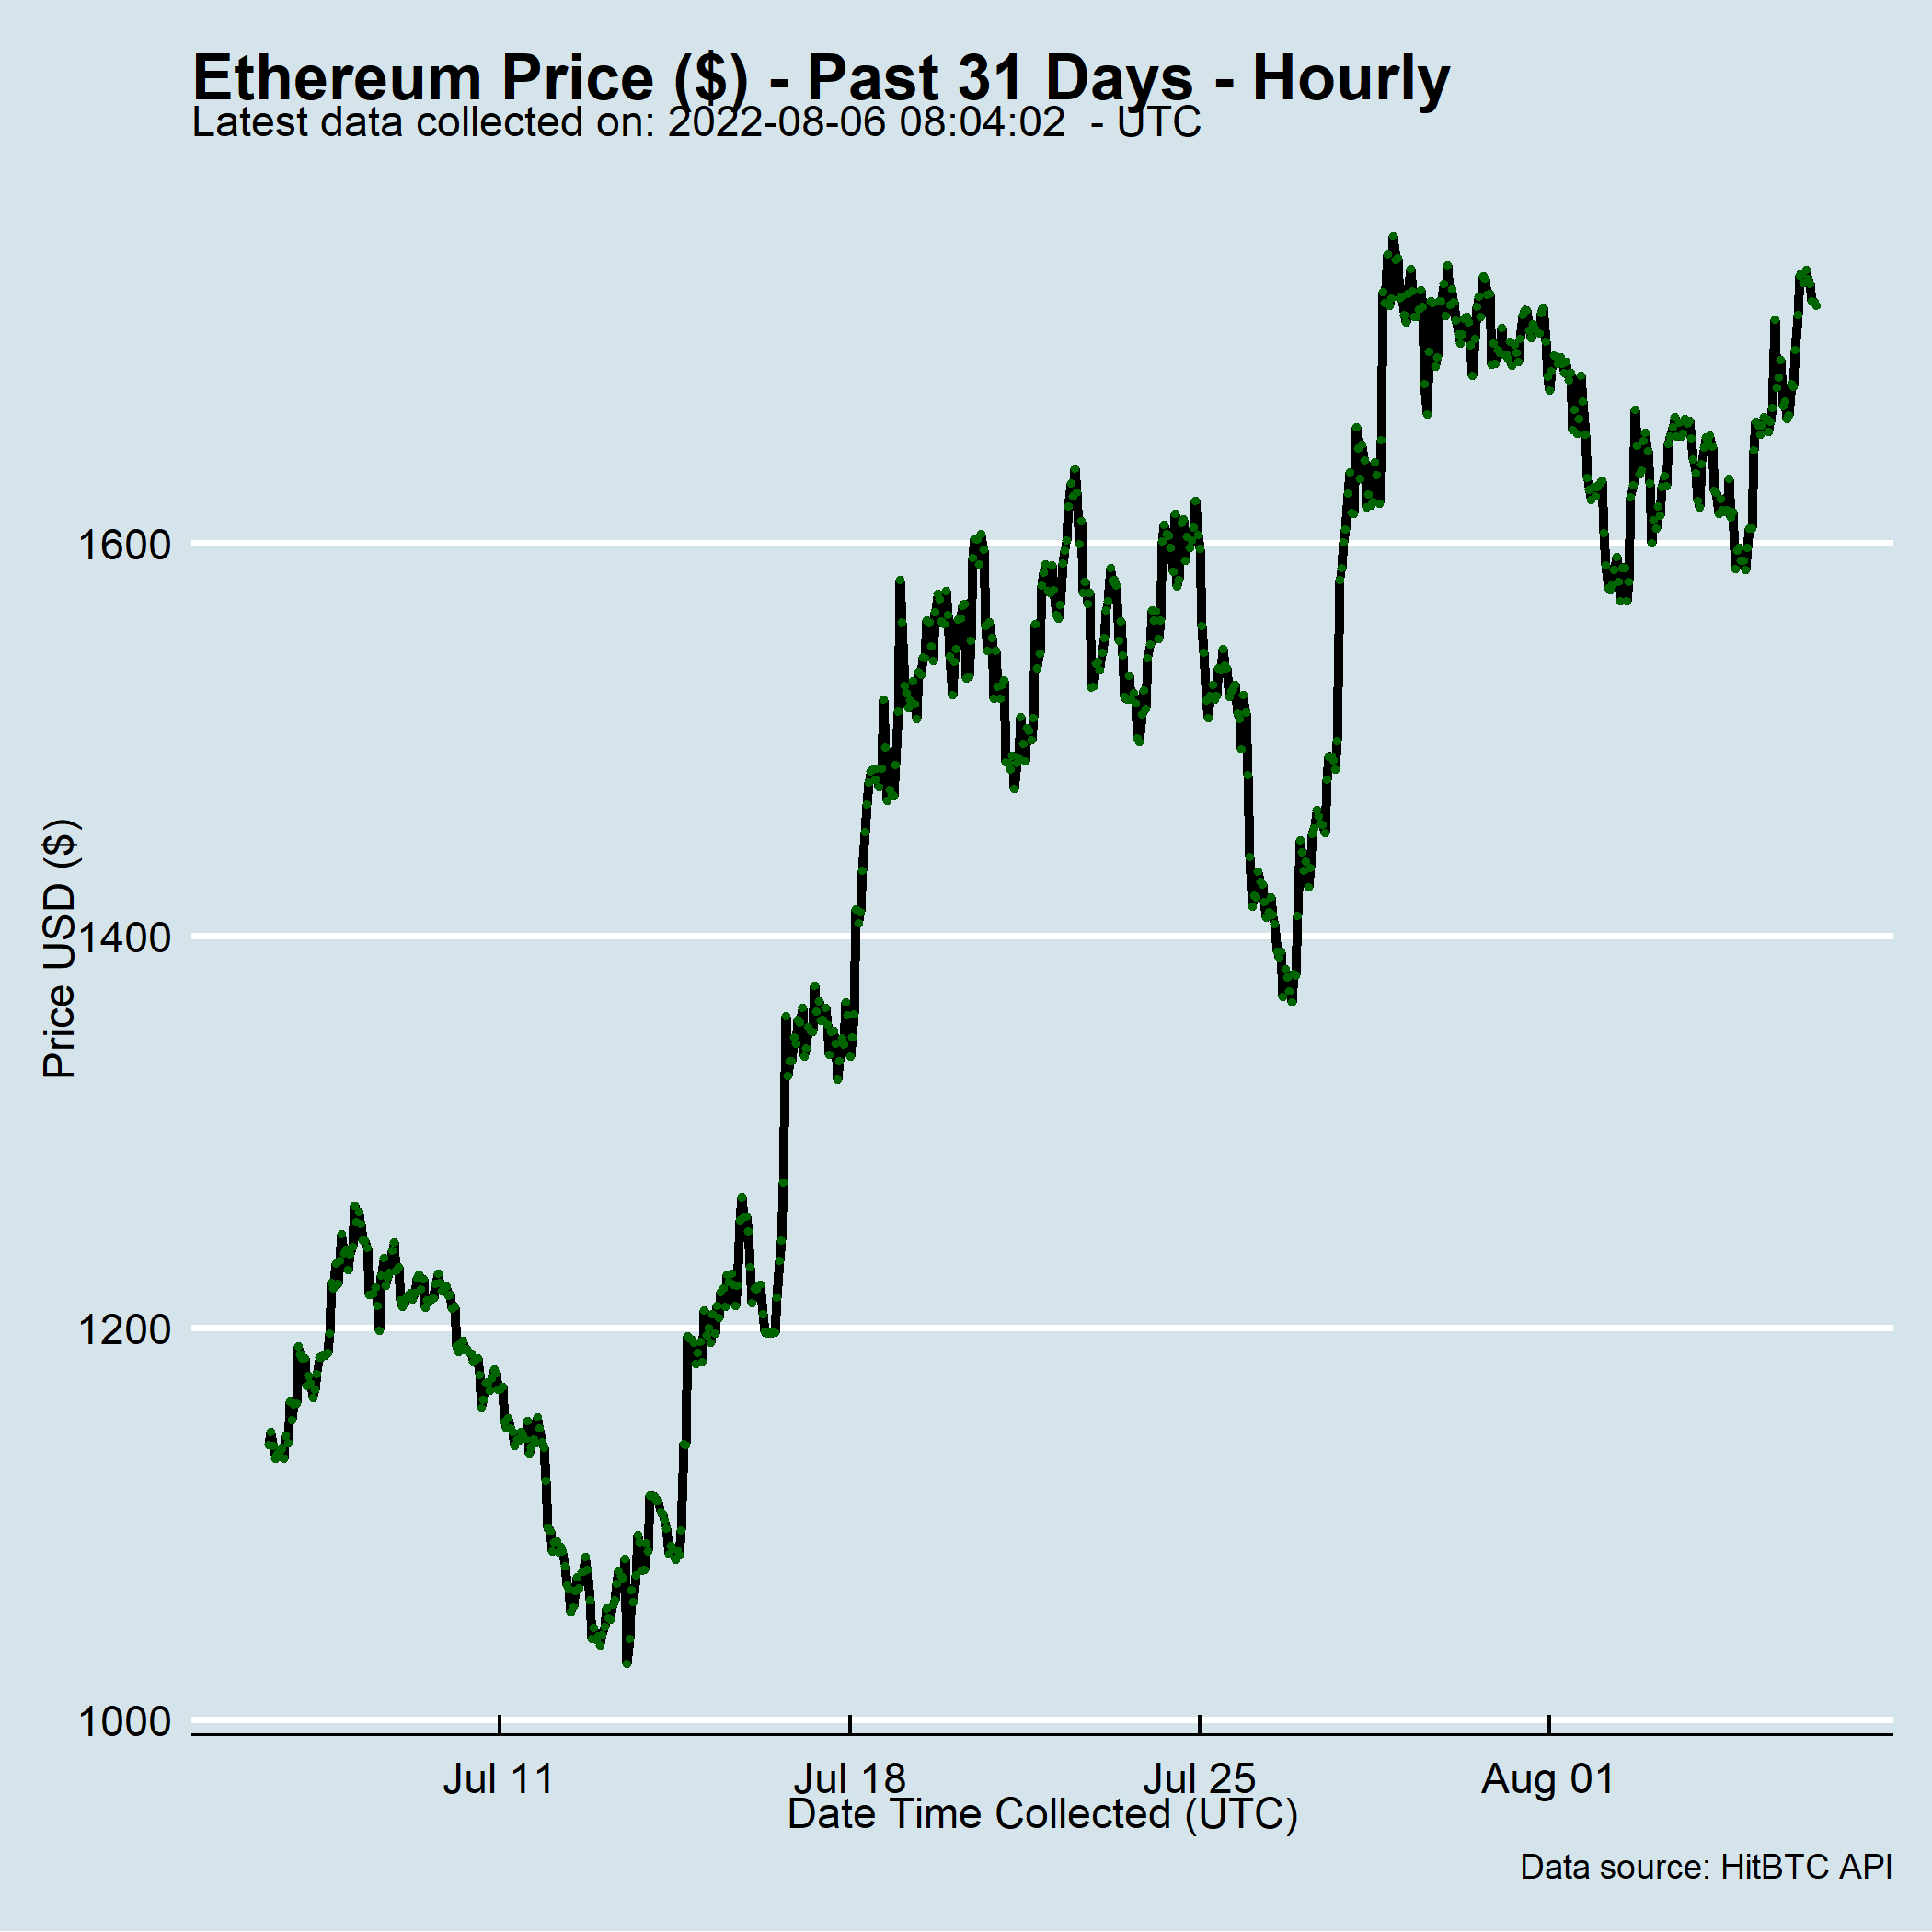 Ethereum Price ($) - Past 31 Days - Hourly
Latest data collected on: 2022-08-06 08:04:02  - UTC
Price USD ($)
1600
1400
1200
1000
Jul 11
Jul 18
Jul 25
Aug 01
Date Time Collected (UTC)
Data source: HitBTC API